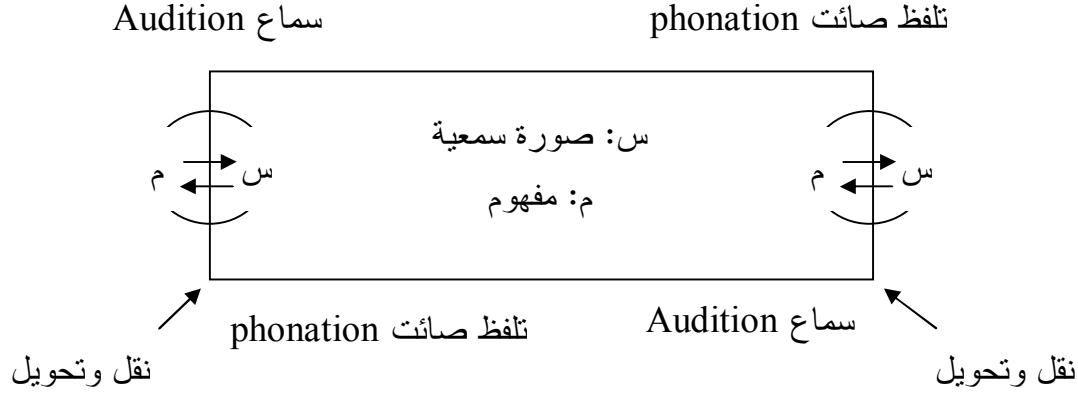 تلفظ صائت phonation
سماع Audition
س: صورة سمعية
م: مفهوم
س
م
س
م
سماع Audition
تلفظ صائت phonation
نقل وتحويل
نقل وتحويل